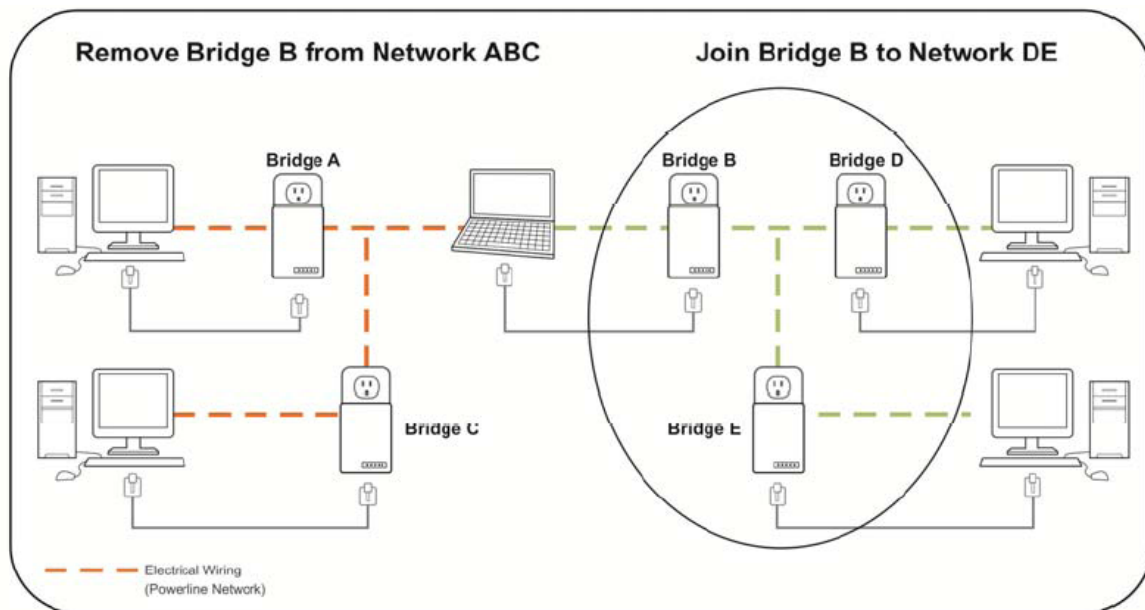 Remove Bridge B from Network ABC
Join Bridge B to Network DE
Bridge A
Bridge B
Bridge D
Bridge C
Bridge E
Electrical Wiring
(Powerline Network)